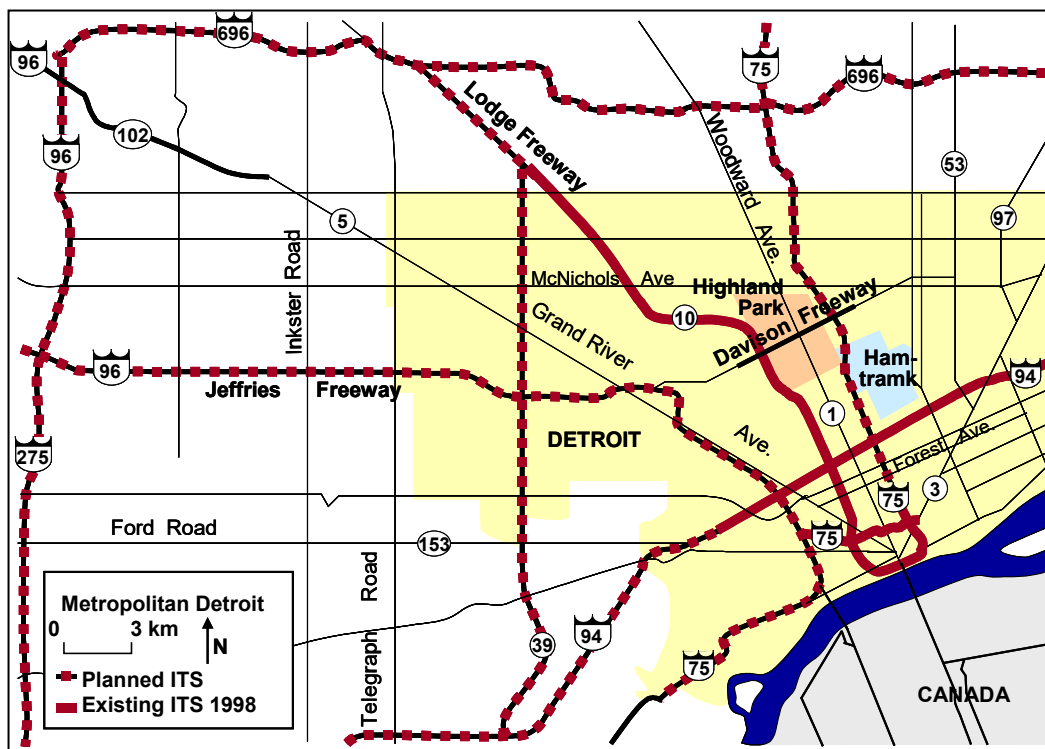 696
96
75
696
Lodge Freeway
102
Woodward
Ave.
53
96
97
5
Inkster Road
McNichols Ave
Highland
Park
10
Davison Freeway
Grand River
Ave.
Ham-
tramk
96
Jeffries Freeway
94
1
DETROIT
Forest Ave.
275
75
3
Ford Road
153
75
Telegraph Road
Metropolitan Detroit
0 3 km
N
39
94
75
Planned ITS
Existing ITS 1998
CANADA